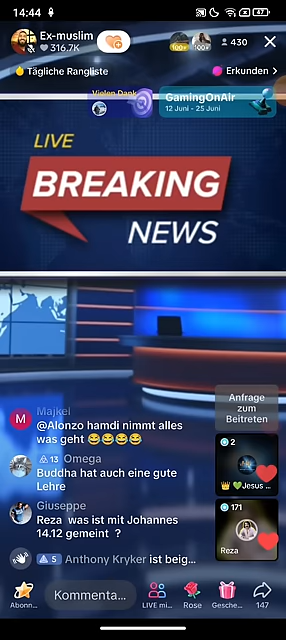 14:44
47
Ex-muslim
316.7K
100+
100+
430
Tägliche Rangliste
Erkunden >
Vielen Dank
GamingOnAir
12 Juni - 25 Juni
LIVE
BREAKING
NEWS
Majkel
M
@Alonzo hamdi nimmt alles
was geht 😂😂😂😂
13 Omega
Buddha hat auch eine gute
Lehre
Giuseppe
Reza was ist mit Johannes
14.12 gemeint ?
5 Anthony Kryker ist beig...
Anfrage
zum
Beitreten
2
👑 💚Jesus ...
171
Reza
Abonn...
Kommenta...
LIVE mi...
Rose
Gesche...
147